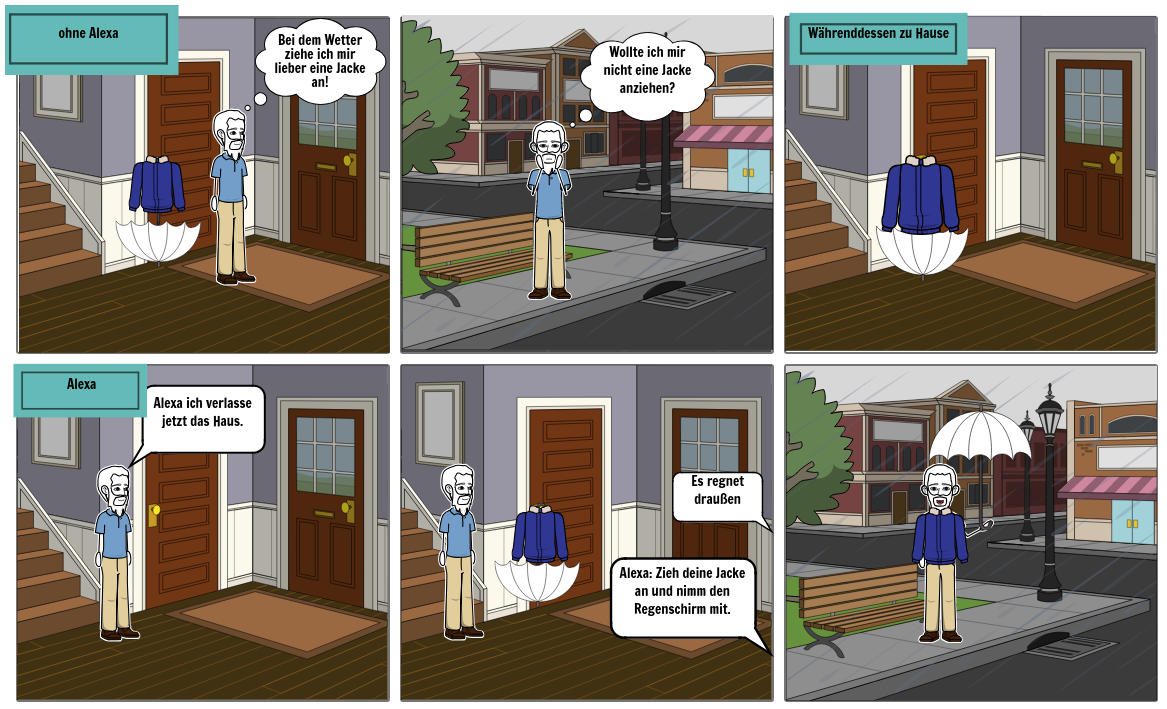 ohne Alexa
Bei dem Wetter
ziehe ich mir
lieber eine Jacke
an!
Wollte ich mir
nicht eine Jacke
anziehen?
Währenddessen zu Hause
Alexa
Alexa ich verlasse
jetzt das Haus.
Es regnet
draußen
Alexa: Zieh deine Jacke
an und nimm den
Regenschirm mit.